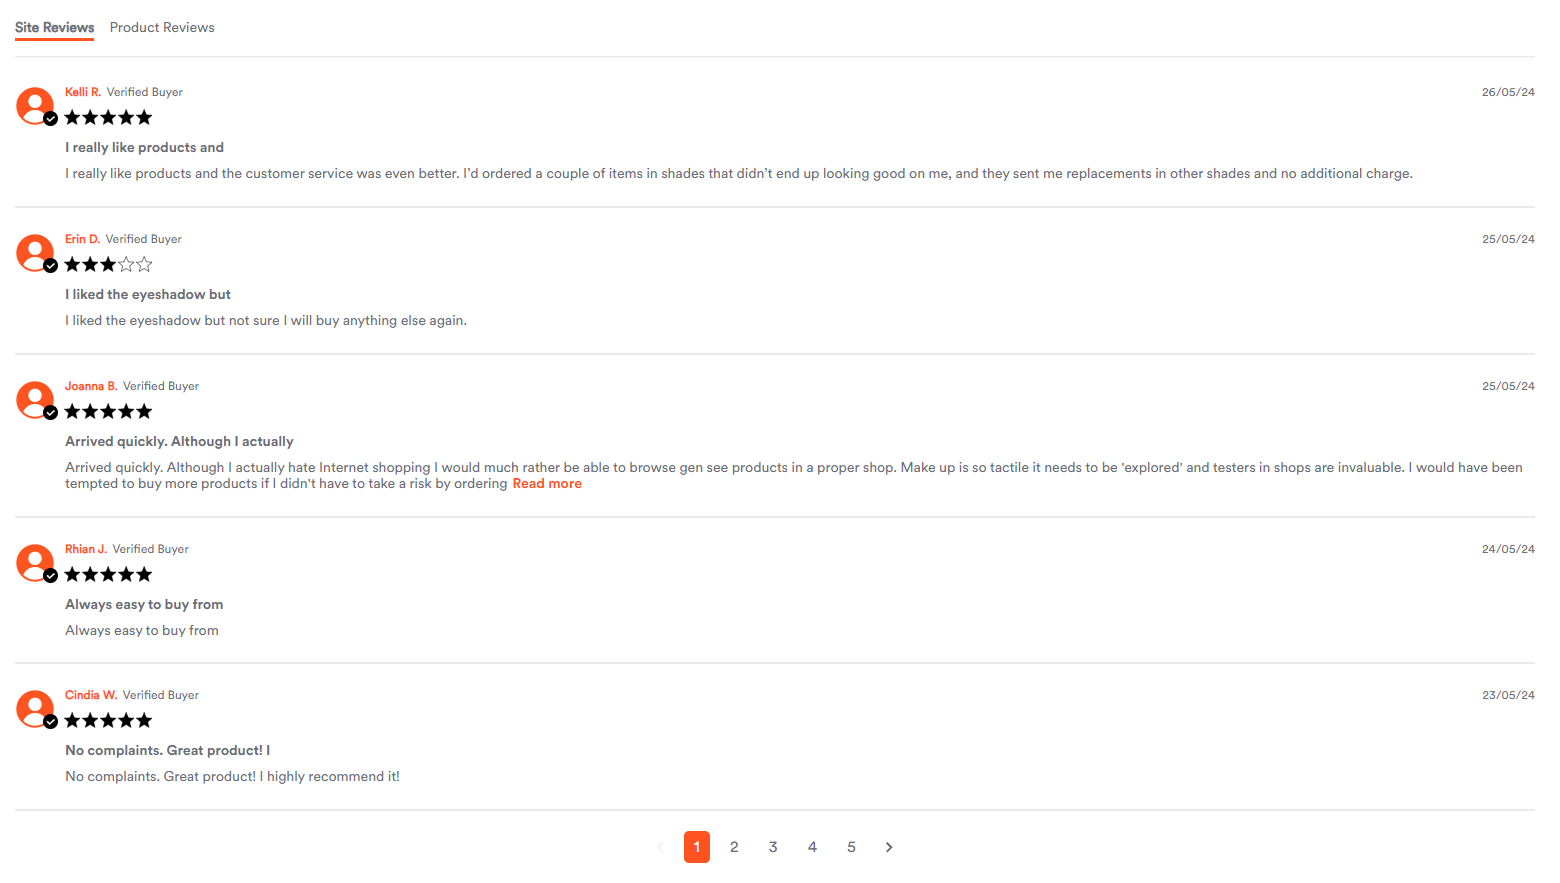 Site Reviews Product Reviews
Kelli R. Verified Buyer 26/05/24
I really like products and
I really like products and the customer service was even better. I’d ordered a couple of items in shades that didn’t end up looking good on me, and they sent me replacements in other shades and no additional charge.
Erin D. Verified Buyer 25/05/24
I liked the eyeshadow but
I liked the eyeshadow but not sure I will buy anything else again.
Joanna B. Verified Buyer 25/05/24
Arrived quickly. Although I actually
Arrived quickly. Although I actually hate Internet shopping I would much rather be able to browse gen see products in a proper shop. Make up is so tactile it needs to be 'explored' and testers in shops are invaluable. I would have been
tempted to buy more products if I didn't have to take a risk by ordering Read more
Rhian J. Verified Buyer 24/05/24
Always easy to buy from
Always easy to buy from
Cindia W. Verified Buyer 23/05/24
No complaints. Great product! I
No complaints. Great product! I highly recommend it!
1 2 3 4 5